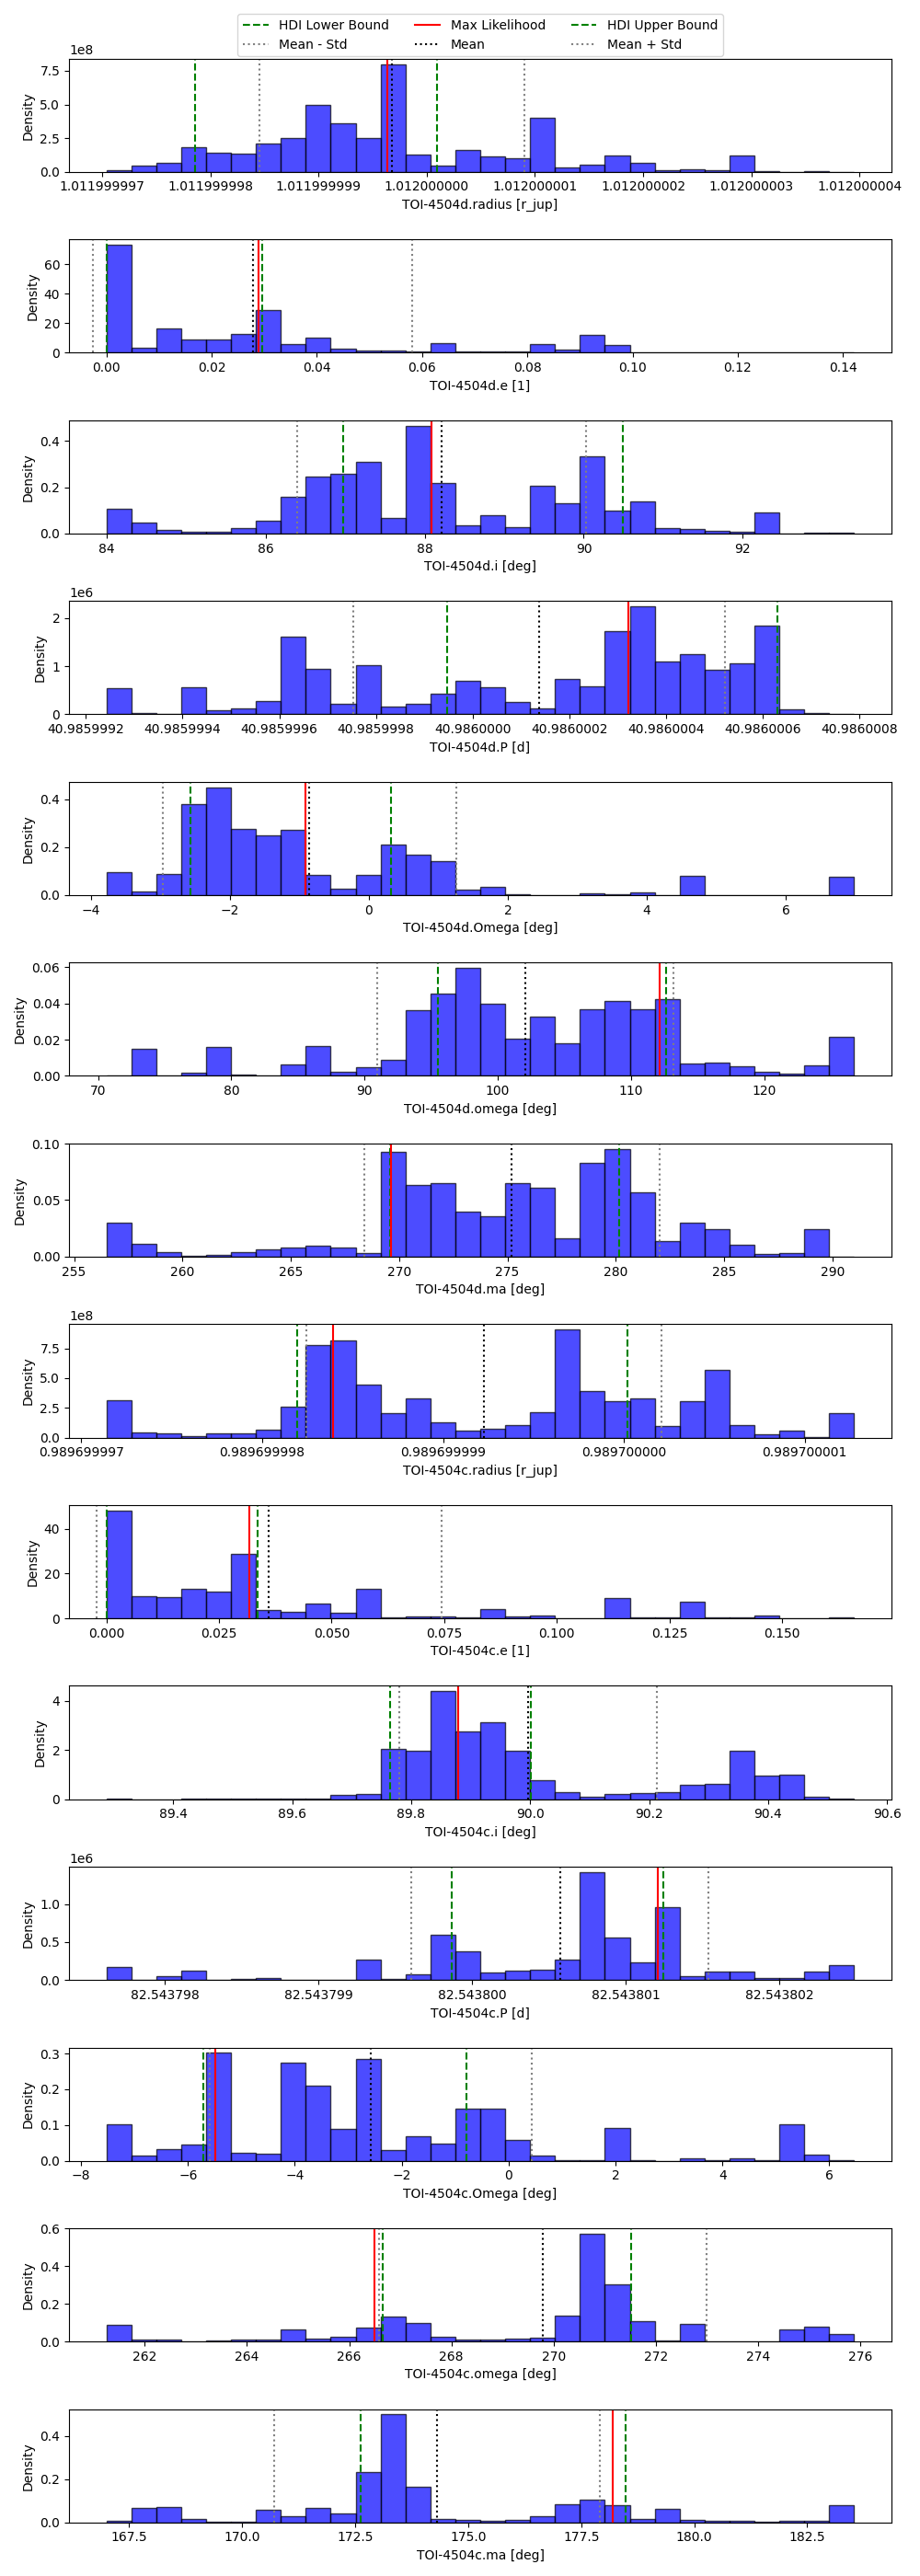 HDI Lower Bound Max Likelihood HDI Upper Bound
Mean - Std Mean Mean + Std
1e8
7.5
5.0
2.5
0.0
Density
1.011999997 1.011999998 1.011999999 1.012000000 1.012000001 1.012000002 1.012000003 1.012000004
TOI-4504d.radius [r_jup]
60
40
20
0
Density
0.00 0.02 0.04 0.06 0.08 0.10 0.12 0.14
TOI-4504d.e [1]
0.4
0.2
0.0
Density
84 86 88 90 92
TOI-4504d.i [deg]
1e6
2
1
0
Density
40.9859992 40.9859994 40.9859996 40.9859998 40.9860000 40.9860002 40.9860004 40.9860006 40.9860008
TOI-4504d.P [d]
0.4
0.2
0.0
Density
−4 −2 0 2 4 6
TOI-4504d.Omega [deg]
0.06
0.04
0.02
0.00
Density
70 80 90 100 110 120
TOI-4504d.omega [deg]
0.10
0.05
0.00
Density
255 260 265 270 275 280 285 290
TOI-4504d.ma [deg]
1e8
7.5
5.0
2.5
0.0
Density
0.989699997 0.989699998 0.989699999 0.989700000 0.989700001
TOI-4504c.radius [r_jup]
40
20
0
Density
0.000 0.025 0.050 0.075 0.100 0.125 0.150
TOI-4504c.e [1]
4
2
0
Density
89.4 89.6 89.8 90.0 90.2 90.4 90.6
TOI-4504c.i [deg]
1e6
1.0
0.5
0.0
Density
82.543798 82.543799 82.543800 82.543801 82.543802
TOI-4504c.P [d]
0.3
0.2
0.1
0.0
Density
−8 −6 −4 −2 0 2 4 6
TOI-4504c.Omega [deg]
0.6
0.4
0.2
0.0
Density
262 264 266 268 270 272 274 276
TOI-4504c.omega [deg]
0.4
0.2
0.0
Density
167.5 170.0 172.5 175.0 177.5 180.0 182.5
TOI-4504c.ma [deg]